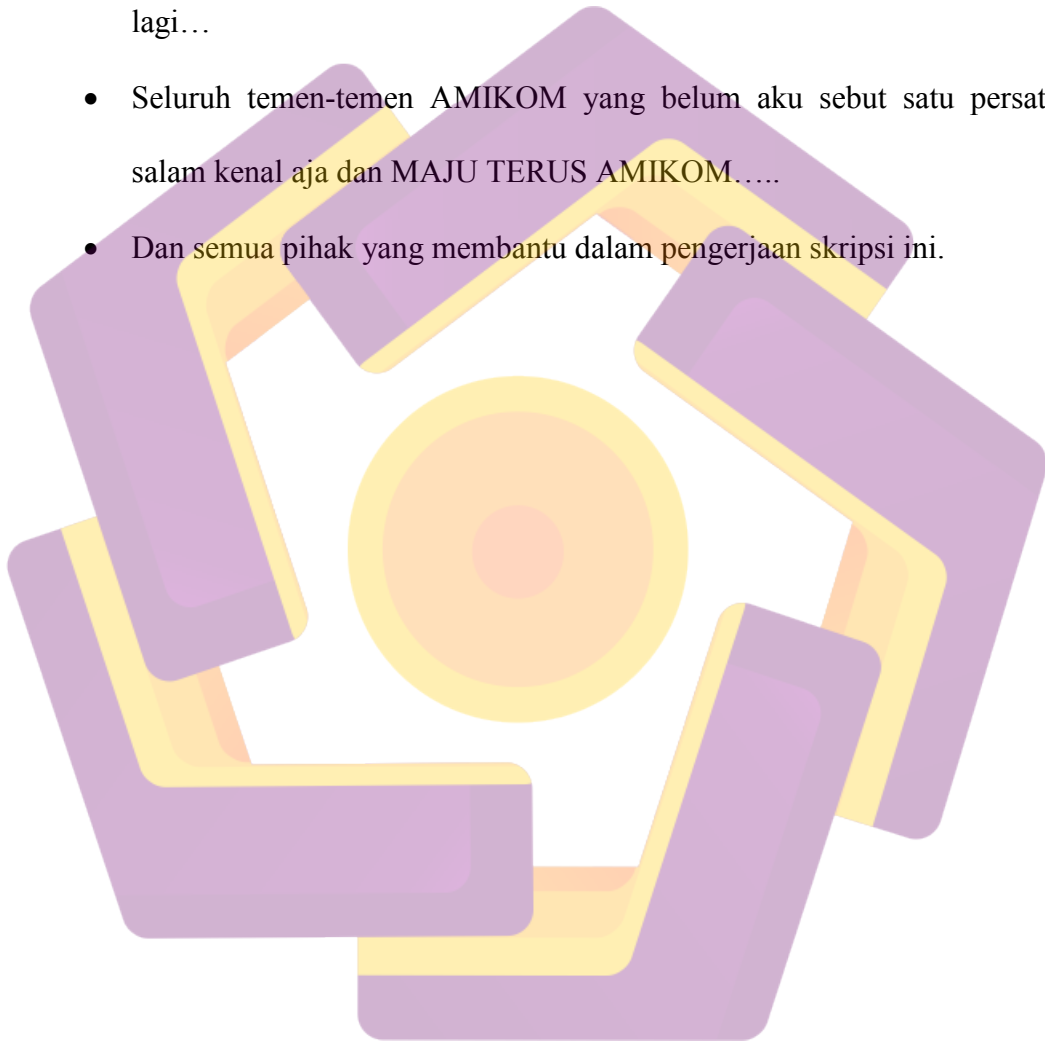 lagi…
• Seluruh temen-temen AMIKOM yang belum aku sebut satu persat
salam kenal aja dan MAJU TERUS AMIKOM…..
• Dan semua pihak yang membantu dalam pengerjaan skripsi ini.